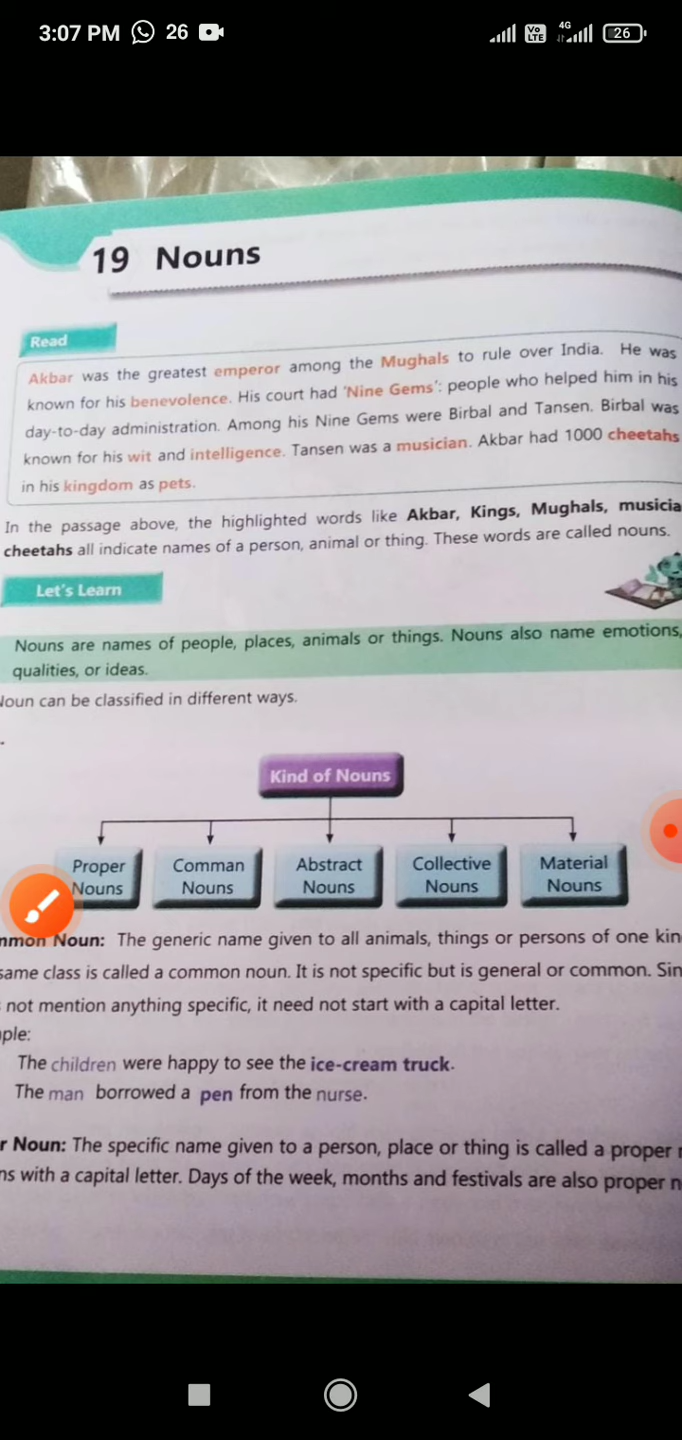 3:07 PM 26 Vo LTE 4G 26
19 Nouns
Read
Akbar was the greatest emperor among the Mughals to rule over India. He was
known for his benevolence. His court had 'Nine Gems': people who helped him in his
day-to-day administration. Among his Nine Gems were Birbal and Tansen. Birbal was
known for his wit and intelligence. Tansen was a musician. Akbar had 1000 cheetahs
in his kingdom as pets.
In the passage above, the highlighted words like Akbar, Kings, Mughals, musicia
cheetahs all indicate names of a person, animal or thing. These words are called nouns.
Let's Learn
Nouns are names of people, places, animals or things. Nouns also name emotions,
qualities, or ideas.
Noun can be classified in different ways.
Kind of Nouns
Proper Nouns
Comman Nouns
Abstract Nouns
Collective Nouns
Material Nouns
mmon Noun: The generic name given to all animals, things or persons of one kin
same class is called a common noun. It is not specific but is general or common. Sin
not mention anything specific, it need not start with a capital letter.
ple:
The children were happy to see the ice-cream truck.
The man borrowed a pen from the nurse.
r Noun: The specific name given to a person, place or thing is called a proper n
ns with a capital letter. Days of the week, months and festivals are also proper n